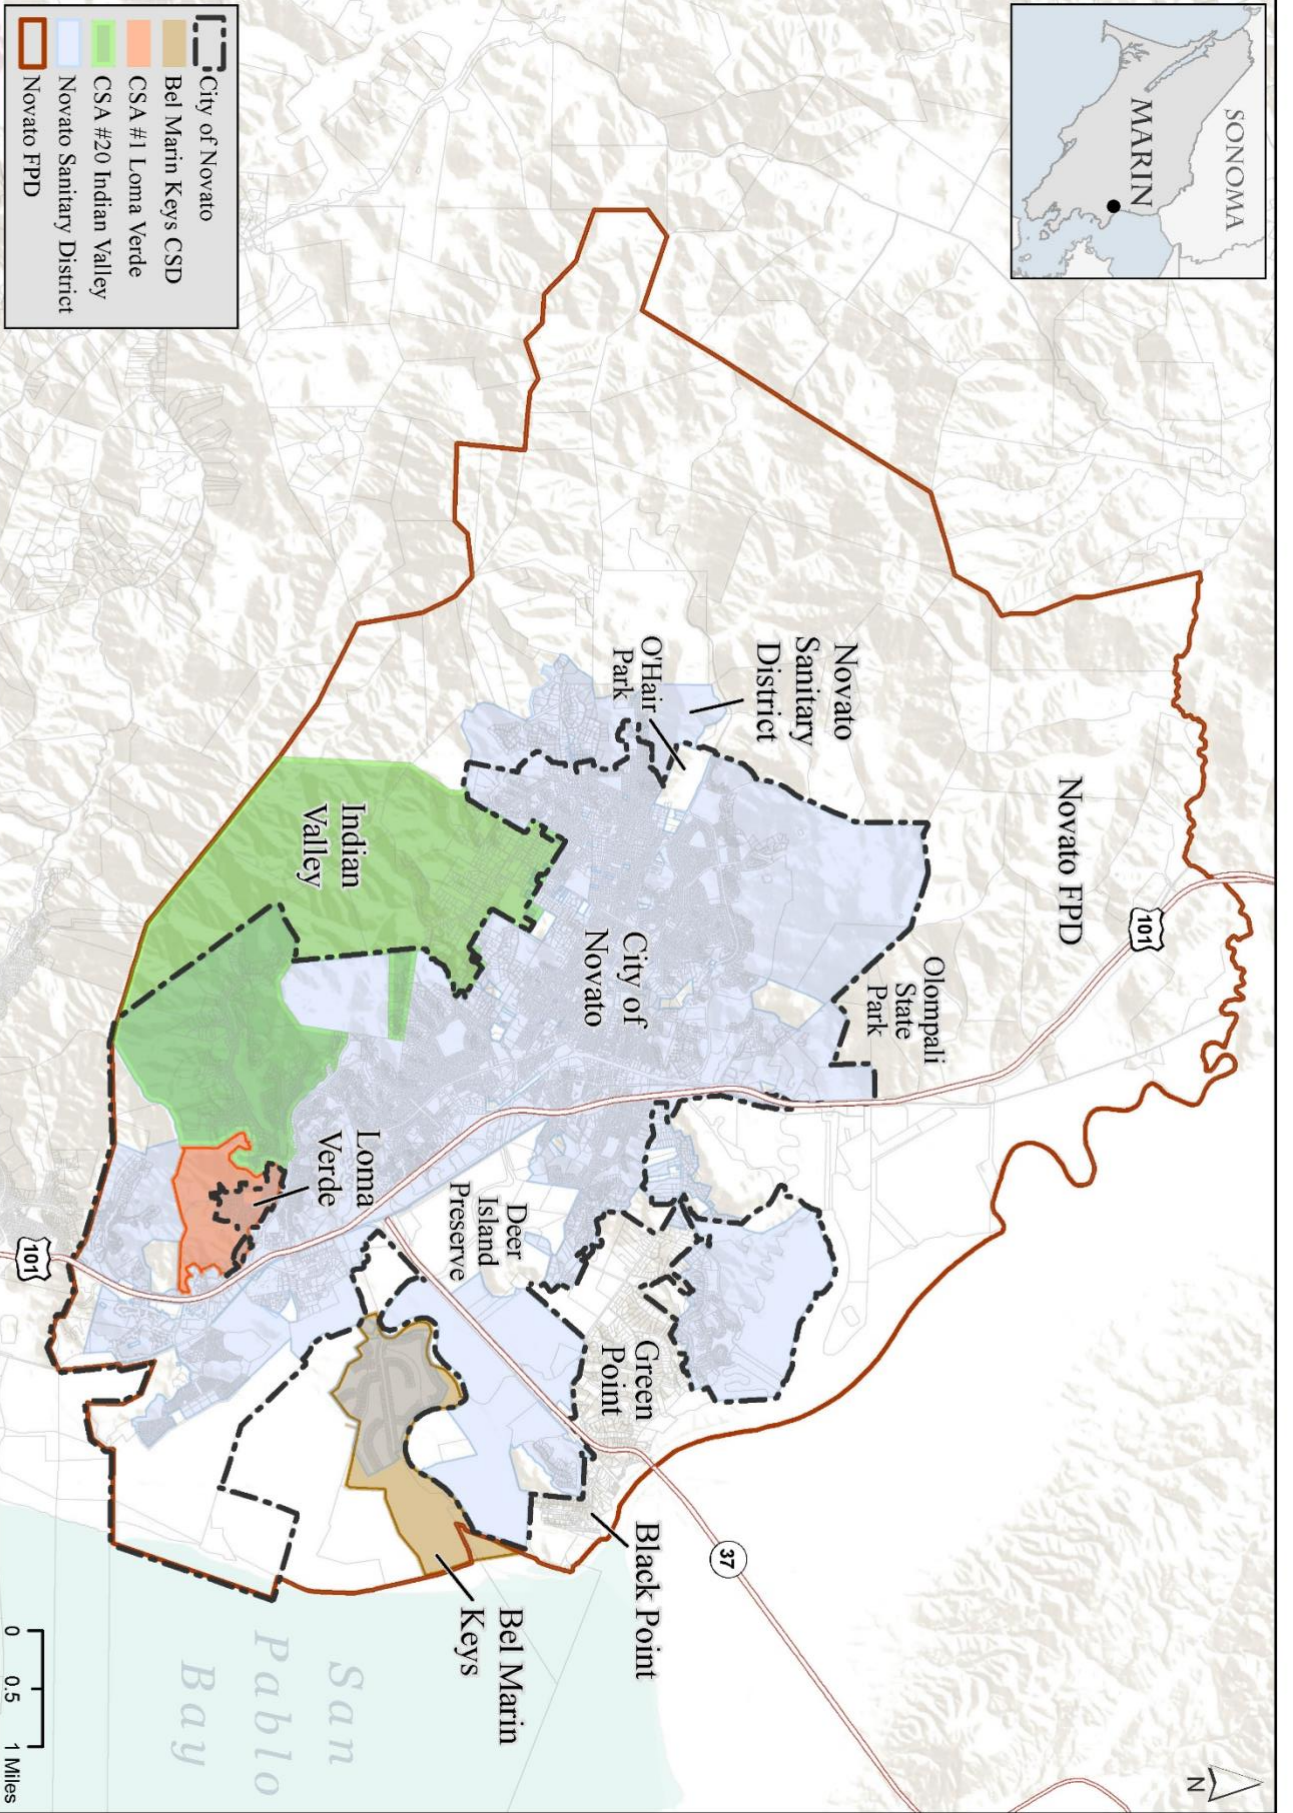 SONOMA
MARIN
Novato FPD
101
Olompali
State
Park
Novato
Sanitary
District
O'Hair
Park
City of
Novato
Indian
Valley
Loma
Verde
Deer
Island
Preserve
Green
Point
Black Point
37
Bel Marin
Keys
101
San
Pablo
Bay
City of Novato
Bel Marin Keys CSD
CSA #1 Loma Verde
CSA #20 Indian Valley
Novato Sanitary District
Novato FPD
0 0.5 1 Miles
N